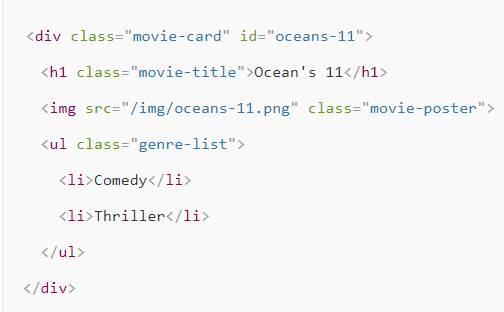 <div class="movie-card" id="oceans-11">
<h1 class="movie-title">Ocean's 11</h1>
<img src="/img/oceans-11.png" class="movie-poster">
<ul class="genre-list">
<li>Comedy</li>
<li>Thriller</li>
</ul>
</div>